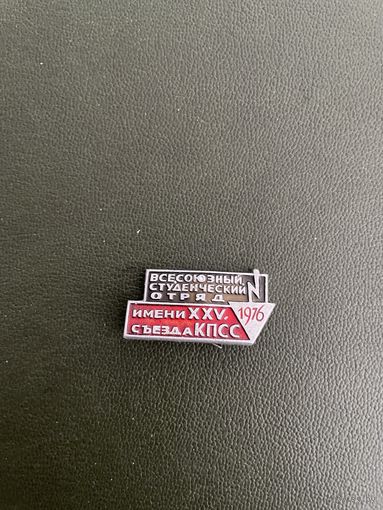 ВСЕСОЮЗНЫЙ
СТУДЕНЧЕСКИЙ
ОТРЯД
ИМЕНИ XXV.
СЪЕЗДА КПСС
1976